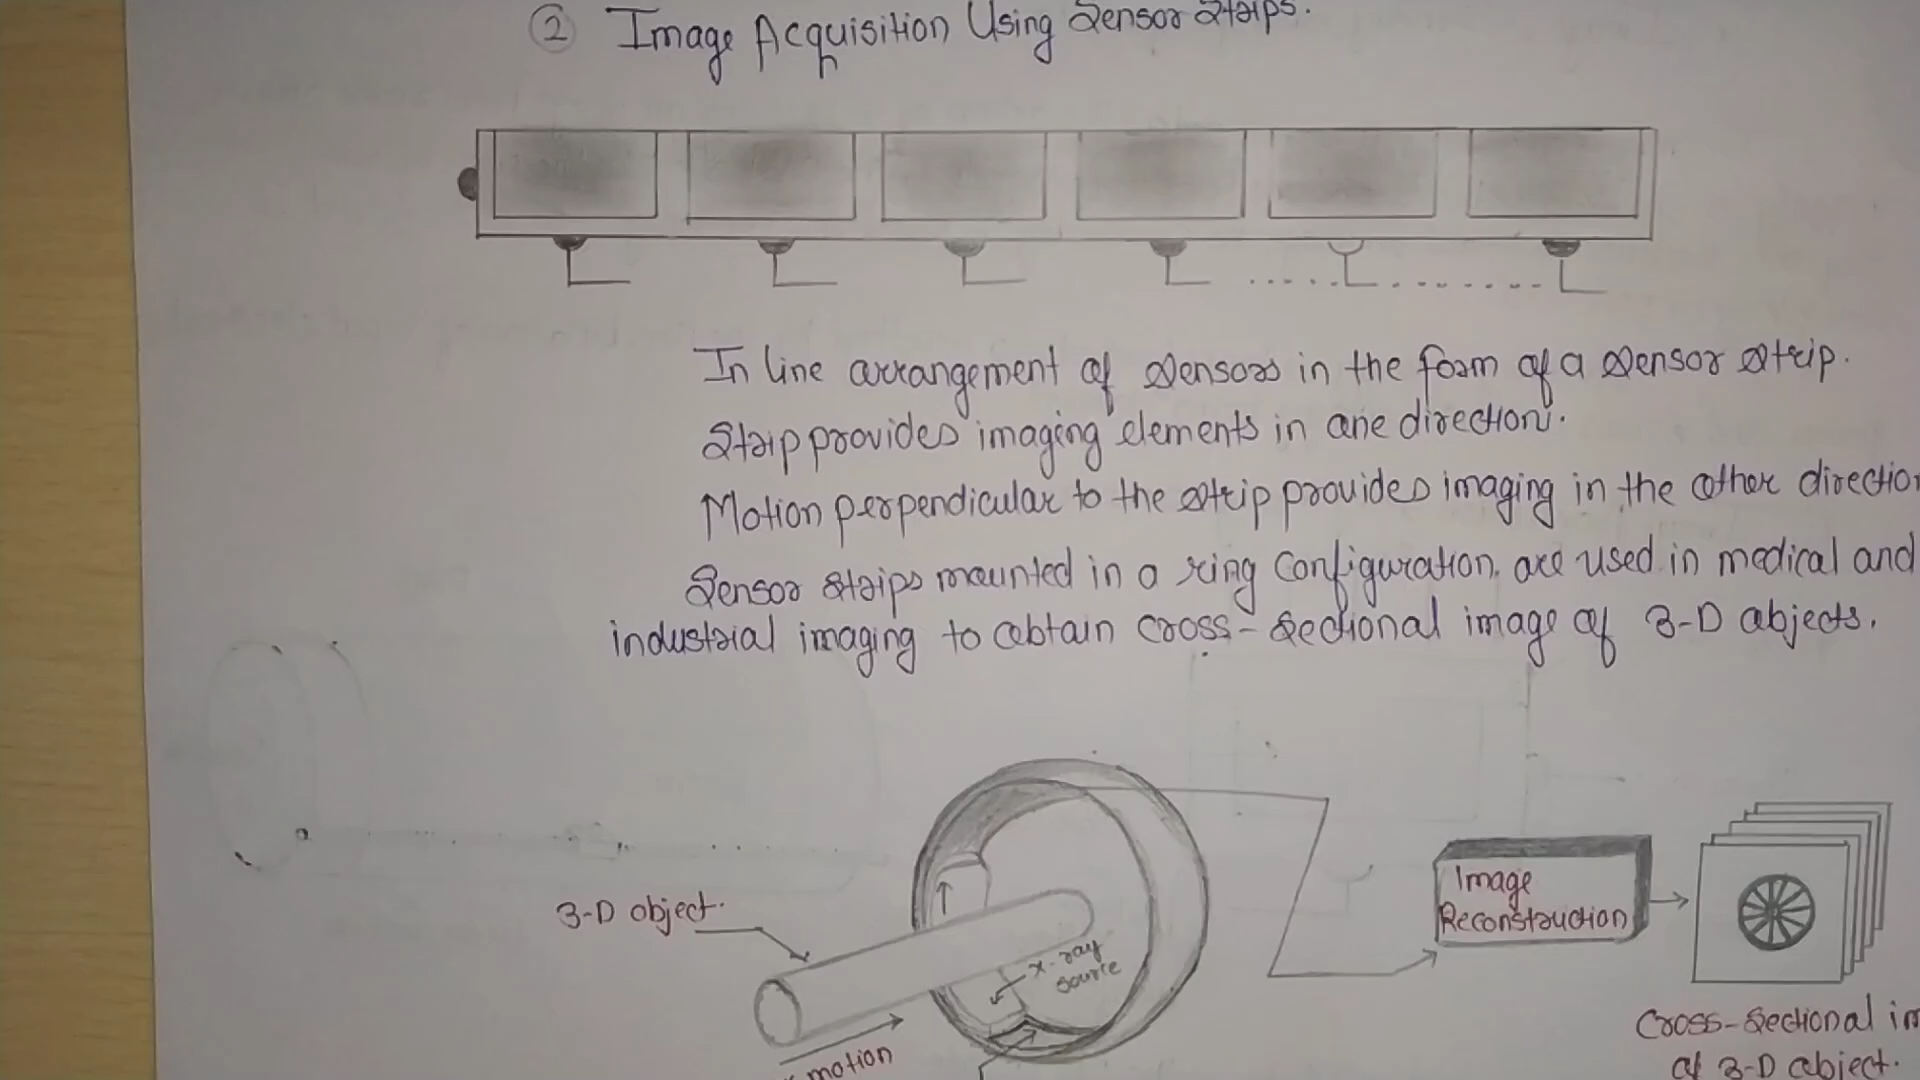 ② Image Acquisition Using Sensor Strips.
In line arrangement of sensors in the form of a sensor strip.
Strip provides imaging elements in one direction.
Motion perpendicular to the strip provides imaging in the other direction
Sensor strips mounted in a ring configuration. are used in medical and
industrial imaging to obtain cross-sectional image of 3-D objects.
3-D object.
x-ray
source
motion
Image
Reconstruction
Cross-sectional im
of 3-D object.